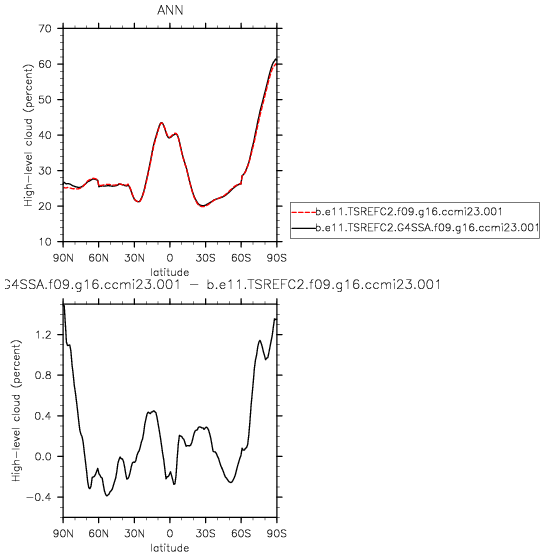 ANN
70
60
50
40
30
20
10
High-level cloud (percent)
90N 60N 30N 0 30S 60S 90S
latitude
b.e11.TSREFC2.f09.g16.ccmi23.001
b.e11.TSREFC2.G4SSA.f09.g16.ccmi23.001
G4SSA.f09.g16.ccmi23.001 - b.e11.TSREFC2.f09.g16.ccmi23.001
1.2
0.8
0.4
0.0
-0.4
High-level cloud (percent)
90N 60N 30N 0 30S 60S 90S
latitude